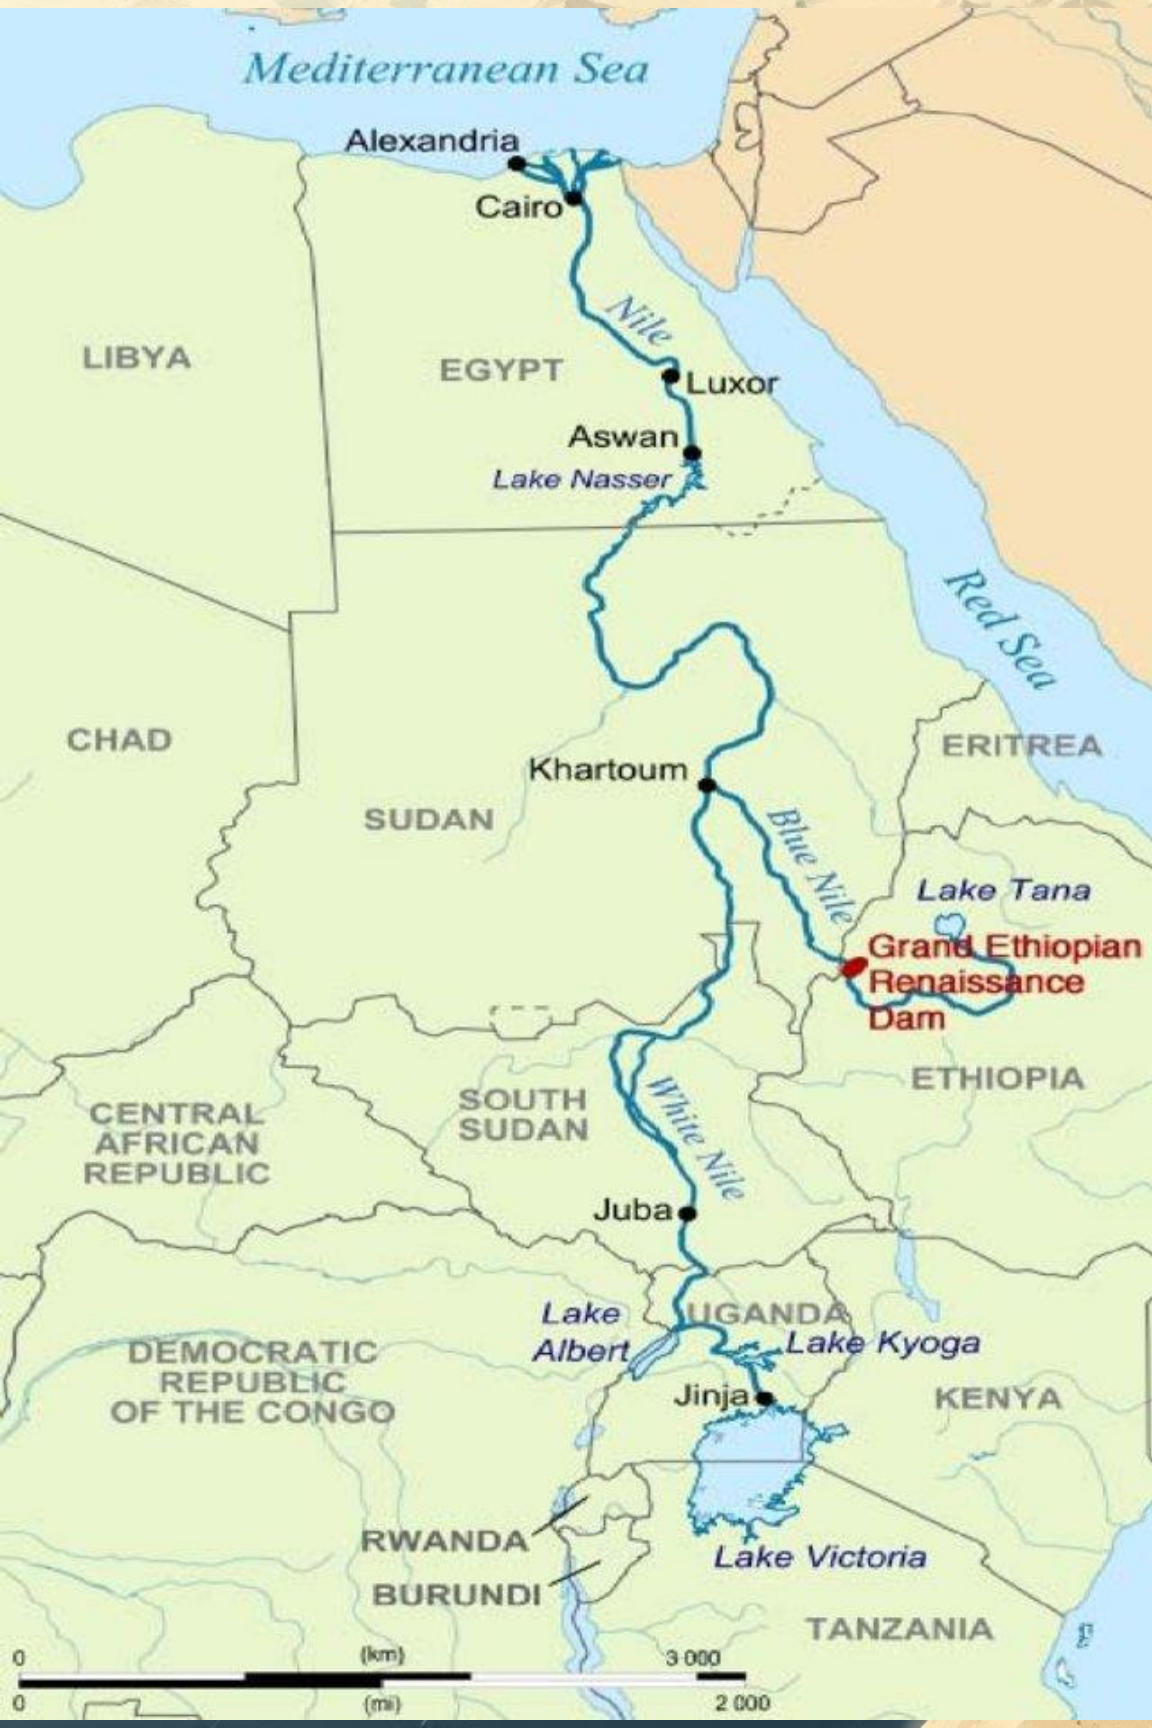 Mediterranean Sea
Alexandria
Cairo
Nile
LIBYA
EGYPT
Luxor
Aswan
Lake Nasser
Red Sea
CHAD
ERITREA
Khartoum
SUDAN
Blue Nile
Lake Tana
Grand Ethiopian
Renaissance
Dam
ETHIOPIA
CENTRAL
AFRICAN
REPUBLIC
SOUTH
SUDAN
White Nile
Juba
Lake
Albert
UGANDA
Lake Kyoga
DEMOCRATIC
REPUBLIC
OF THE CONGO
Jinja
KENYA
RWANDA
Lake Victoria
BURUNDI
TANZANIA
0 (km) 3 000
0 (mi) 2 000